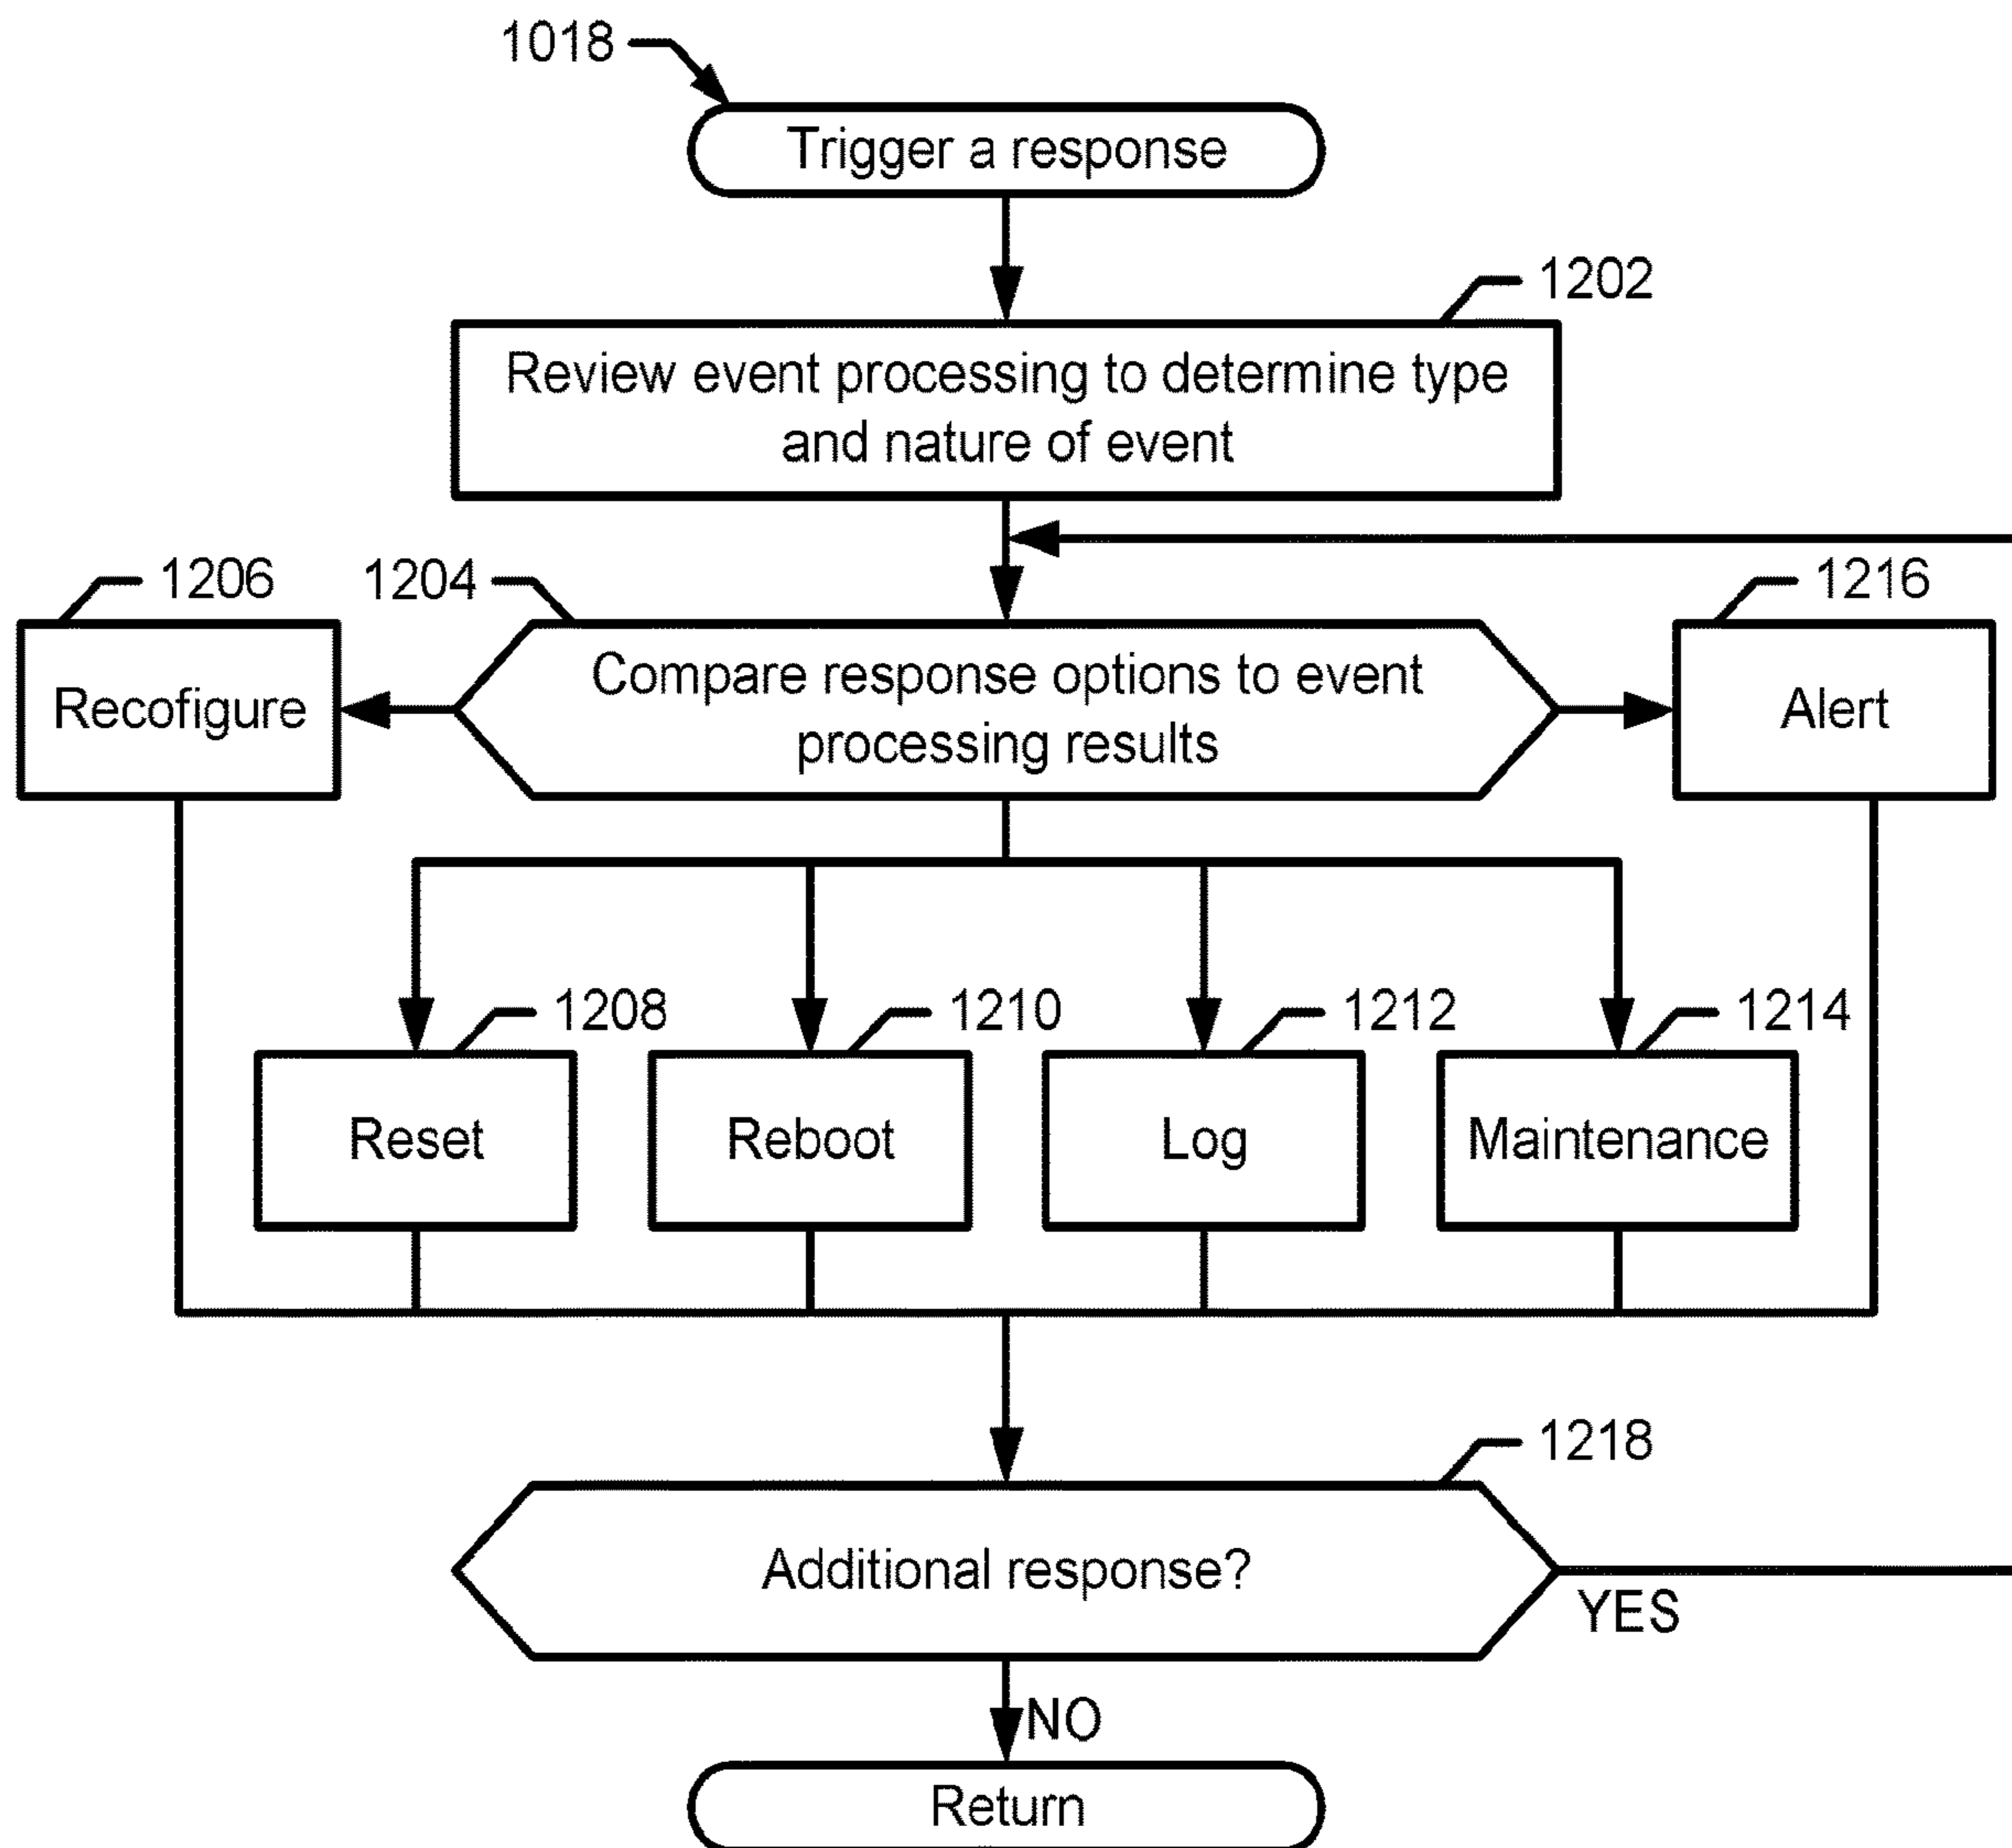 1018
Trigger a response
1202
Review event processing to determine type
and nature of event
1206
1204
1216
Recofigure
Compare response options to event
processing results
Alert
1208
1210
1212
1214
Reset
Reboot
Log
Maintenance
1218
Additional response?
YES
NO
Return